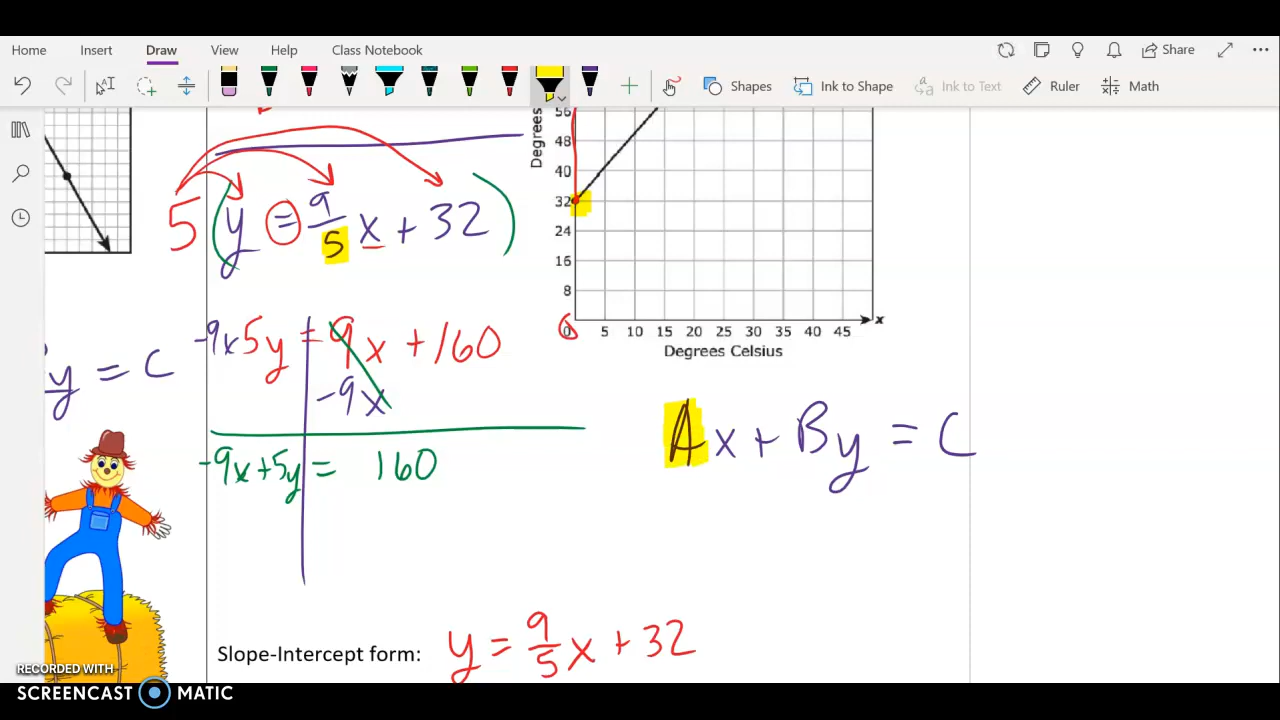 Home Insert Draw View Help Class Notebook Share
Shapes Ink to Shape Ink to Text Ruler Math
5 (y = 9/5 x + 32)
-9x 5y = 9x + 160
-9x
-9x + 5y = 160
y = C
Degrees
56
48
40
32
24
16
8
0 5 10 15 20 25 30 35 40 45 x
Degrees Celsius
Ax + By = C
Slope-Intercept form: y = 9/5 x + 32
RECORDED WITH
SCREENCAST MATIC